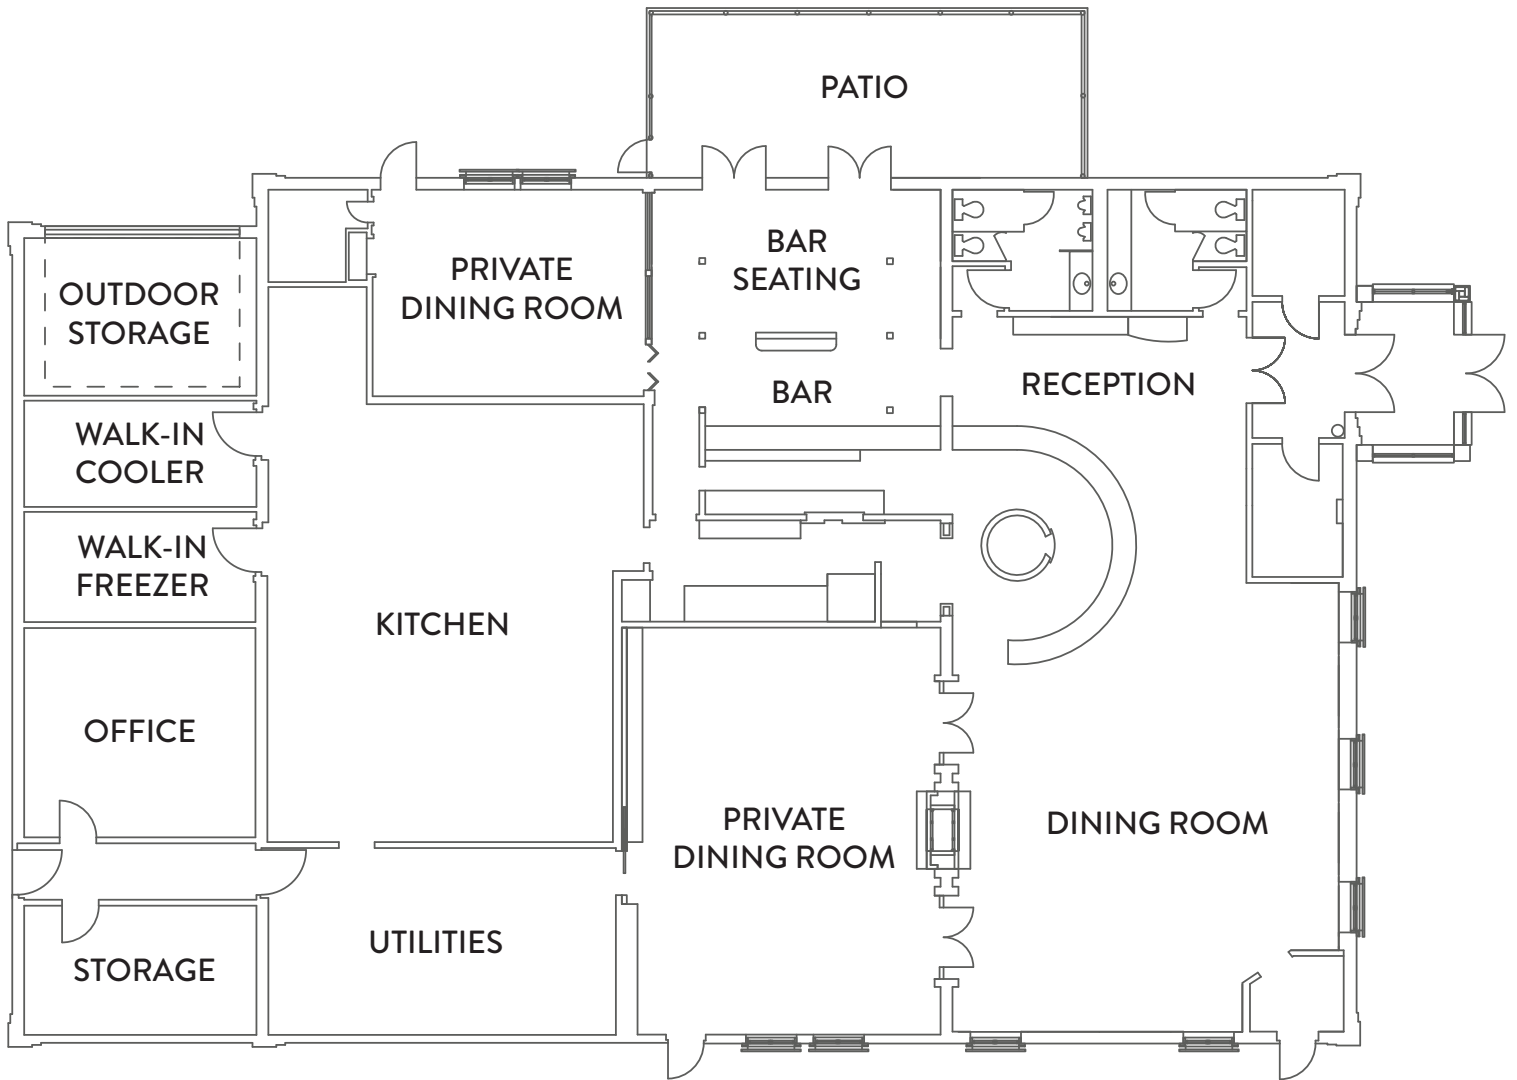 PATIO
BAR
SEATING
PRIVATE
DINING ROOM
OUTDOOR
STORAGE
BAR
RECEPTION
WALK-IN
COOLER
WALK-IN
FREEZER
KITCHEN
OFFICE
PRIVATE
DINING ROOM
DINING ROOM
UTILITIES
STORAGE